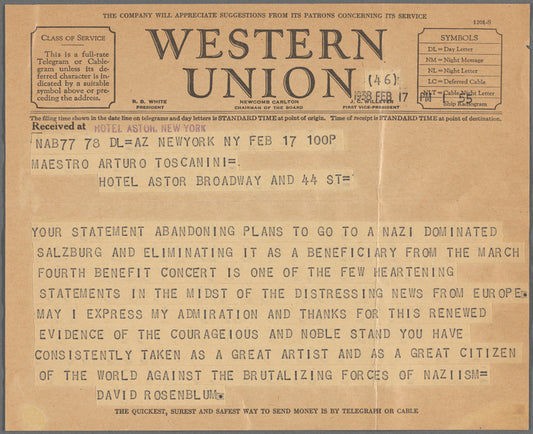 THE COMPANY WILL APPRECIATE SUGGESTIONS FROM ITS PATRONS CONCERNING ITS SERVICE
1201-S
CLASS OF SERVICE
This is a full-rate
Telegram or Cable-
gram unless its de-
ferred character is in-
dicated by a suitable
symbol above or pre-
ceding the address.
WESTERN
UNION
(46)
R. B. WHITE
PRESIDENT
NEWCOMB CARLTON
CHAIRMAN OF THE BOARD
J. C. WILLEVER
FIRST VICE-PRESIDENT
1938 FEB 17 PM 55
SYMBOLS
DL = Day Letter
NM = Night Message
NL = Night Letter
LC = Deferred Cable
NLT = Cable Night Letter
Ship Radiogram
The filing time shown in the date line on telegrams and day letters is STANDARD TIME at point of origin. Time of receipt is STANDARD TIME at point of destination.
Received at HOTEL ASTOR, NEW YORK
NAB77 78 DL=AZ NEWYORK NY FEB 17 100P
MAESTRO ARTURO TOSCANINI=
HOTEL ASTOR BROADWAY AND 44 ST=
YOUR STATEMENT ABANDONING PLANS TO GO TO A NAZI DOMINATED
SALZBURG AND ELIMINATING IT AS A BENEFICIARY FROM THE MARCH
FOURTH BENEFIT CONCERT IS ONE OF THE FEW HEARTENING
STATEMENTS IN THE MIDST OF THE DISTRESSING NEWS FROM EUROPE.
MAY I EXPRESS MY ADMIRATION AND THANKS FOR THIS RENEWED
EVIDENCE OF THE COURAGEIOUS AND NOBLE STAND YOU HAVE
CONSISTENTLY TAKEN AS A GREAT ARTIST AND AS A GREAT CITIZEN
OF THE WORLD AGAINST THE BRUTALIZING FORCES OF NAZIISM=
DAVID ROSENBLUM.
THE QUICKEST, SUREST AND SAFEST WAY TO SEND MONEY IS BY TELEGRAPH OR CABLE